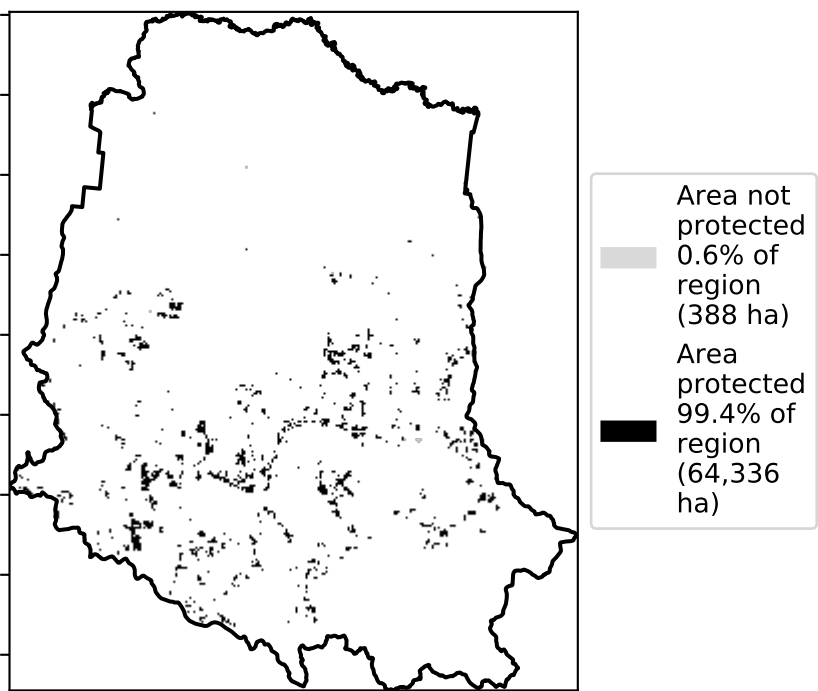 Area not
protected
0.6% of
region
(388 ha)
Area
protected
99.4% of
region
(64,336
ha)